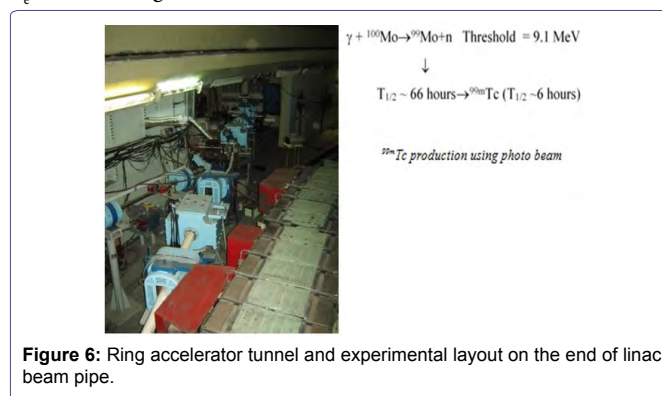 γ + ¹⁰⁰Mo→⁹⁹Mo+n Threshold = 9.1 MeV
↓
T₁/₂ ~ 66 hours→⁹⁹ᵐTc (T₁/₂ ~6 hours)
⁹⁹ᵐTc production using photo beam
Figure 6: Ring accelerator tunnel and experimental layout on the end of linac
beam pipe.